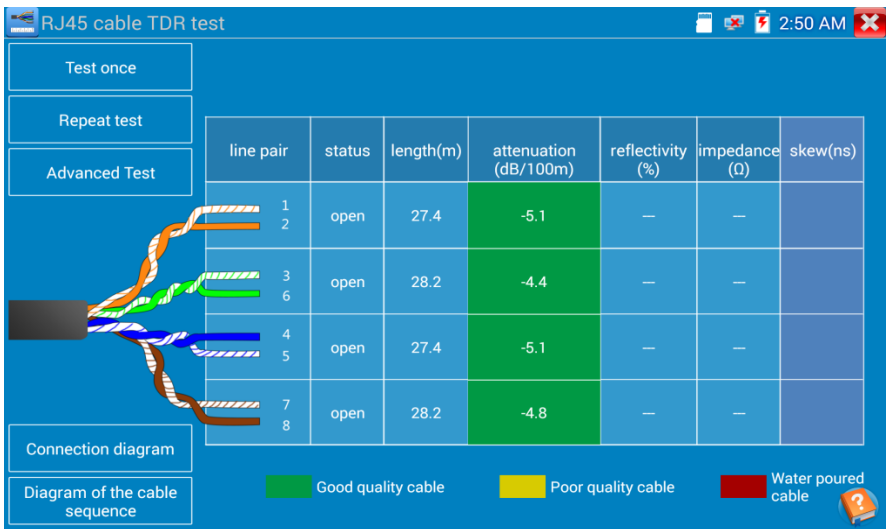 RJ45 cable TDR test
2:50 AM
Test once
Repeat test
Advanced Test
line pair status length(m) attenuation (dB/100m) reflectivity (%) impedance (Ω) skew(ns)
1
2
open 27.4 -5.1 --- ---
3
6
open 28.2 -4.4 --- ---
4
5
open 27.4 -5.1 --- ---
7
8
open 28.2 -4.8 --- ---
Connection diagram
Diagram of the cable
sequence
Good quality cable
Poor quality cable
Water poured
cable
?